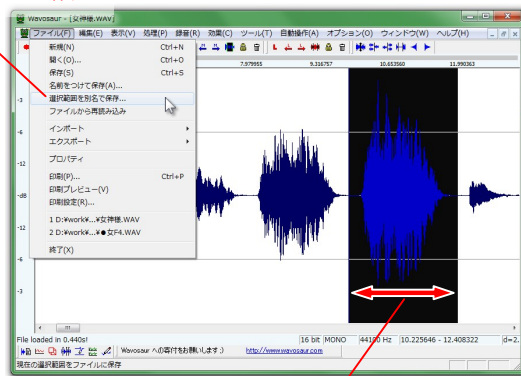 Wavosaur - [女神様.WAV]
ファイル(F) 編集(E) 表示(V) 処理(P) 録音(R) 効果(C) ツール(T) 自動操作(A) オプション(O) ウィンドウ(W) ヘルプ(H)
新規(N) Ctrl+N
開く(O)... Ctrl+O
保存(S) Ctrl+S
名前をつけて保存(A)...
選択範囲を別名で保存...
ファイルから再読み込み
インポート
エクスポート
プロパティ
印刷(P)... Ctrl+P
印刷プレビュー(V)
印刷設定(R)...
1 D:¥work¥...¥女神様.WAV
2 D:¥work¥...¥●女F4.WAV
終了(X)
7.979955 9.316757 10.653560 11.990363
-3
-6
-12
-dB
-12
-6
-3
File loaded in 0.440s!
16 bit MONO 44100 Hz 10.225646 - 12.408322 d=2.
Wavosaur への寄付をお願いします:) http://www.wavosaur.com
現在の選択範囲をファイルに保存